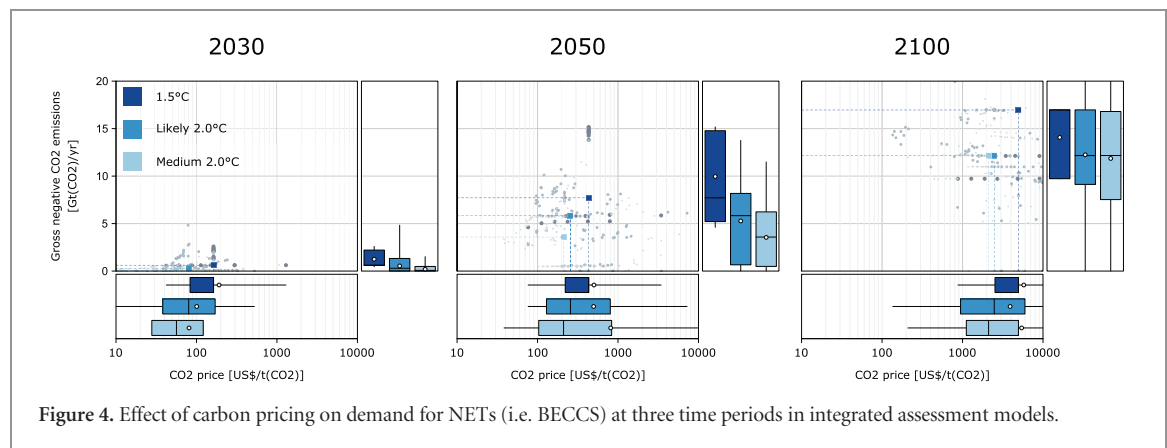 2030
2050
2100
Gross negative CO2 emissions
[Gt(CO2)/yr]
20
15
10
5
0
1.5°C
Likely 2.0°C
Medium 2.0°C
10
100
1000
10000
10
100
1000
10000
10
100
1000
10000
CO2 price [US$/t(CO2)]
CO2 price [US$/t(CO2)]
CO2 price [US$/t(CO2)]
Figure 4. Effect of carbon pricing on demand for NETs (i.e. BECCS) at three time periods in integrated assessment models.